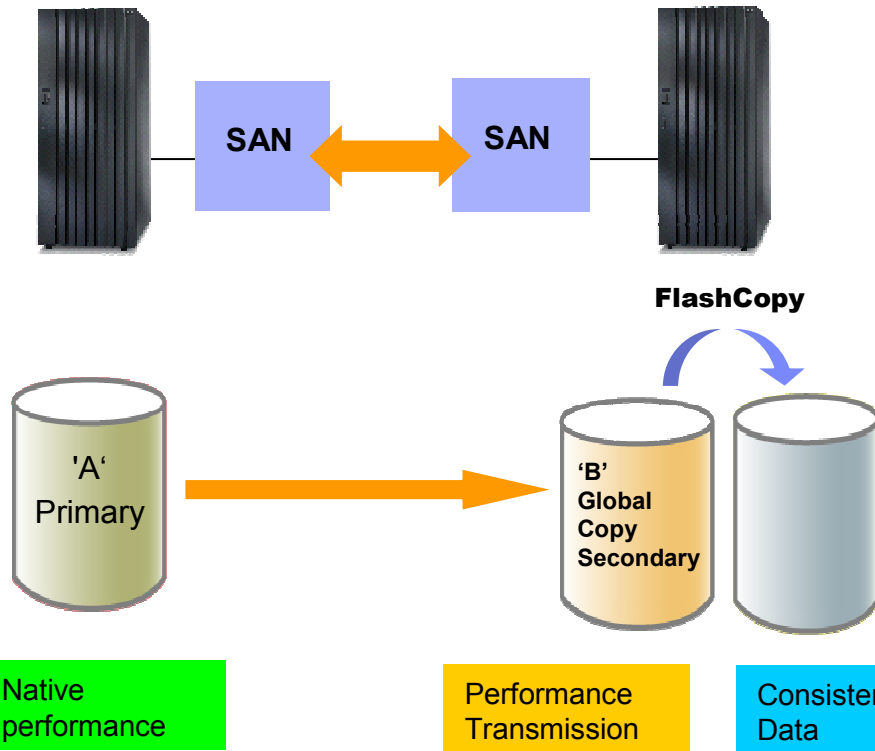 SAN
SAN
FlashCopy
'A‘
Primary
‘B’
Global
Copy
Secondary
Native
performance
Performance
Transmission
Data